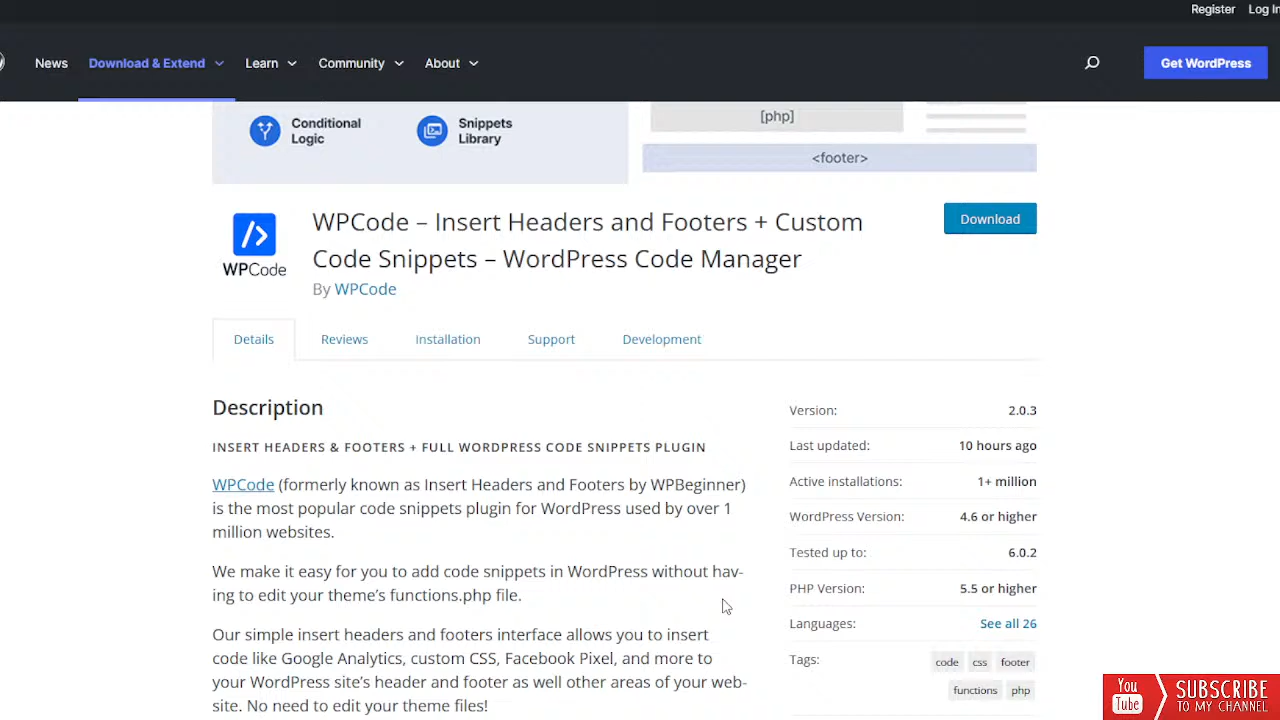 Register Log In
News Download & Extend Learn Community About Get WordPress
Conditional Logic
Snippets Library
[php]
<footer>
WPCode
WPCode – Insert Headers and Footers + Custom
Code Snippets – WordPress Code Manager
By WPCode
Download
Details Reviews Installation Support Development
Description
INSERT HEADERS & FOOTERS + FULL WORDPRESS CODE SNIPPETS PLUGIN
WPCode (formerly known as Insert Headers and Footers by WPBeginner)
is the most popular code snippets plugin for WordPress used by over 1
million websites.
We make it easy for you to add code snippets in WordPress without hav-
ing to edit your theme’s functions.php file.
Our simple insert headers and footers interface allows you to insert
code like Google Analytics, custom CSS, Facebook Pixel, and more to
your WordPress site’s header and footer as well other areas of your web-
site. No need to edit your theme files!
Version: 2.0.3
Last updated: 10 hours ago
Active installations: 1+ million
WordPress Version: 4.6 or higher
Tested up to: 6.0.2
PHP Version: 5.5 or higher
Languages: See all 26
Tags: code css footer
functions php
You Tube SUBSCRIBE
TO MY CHANNEL